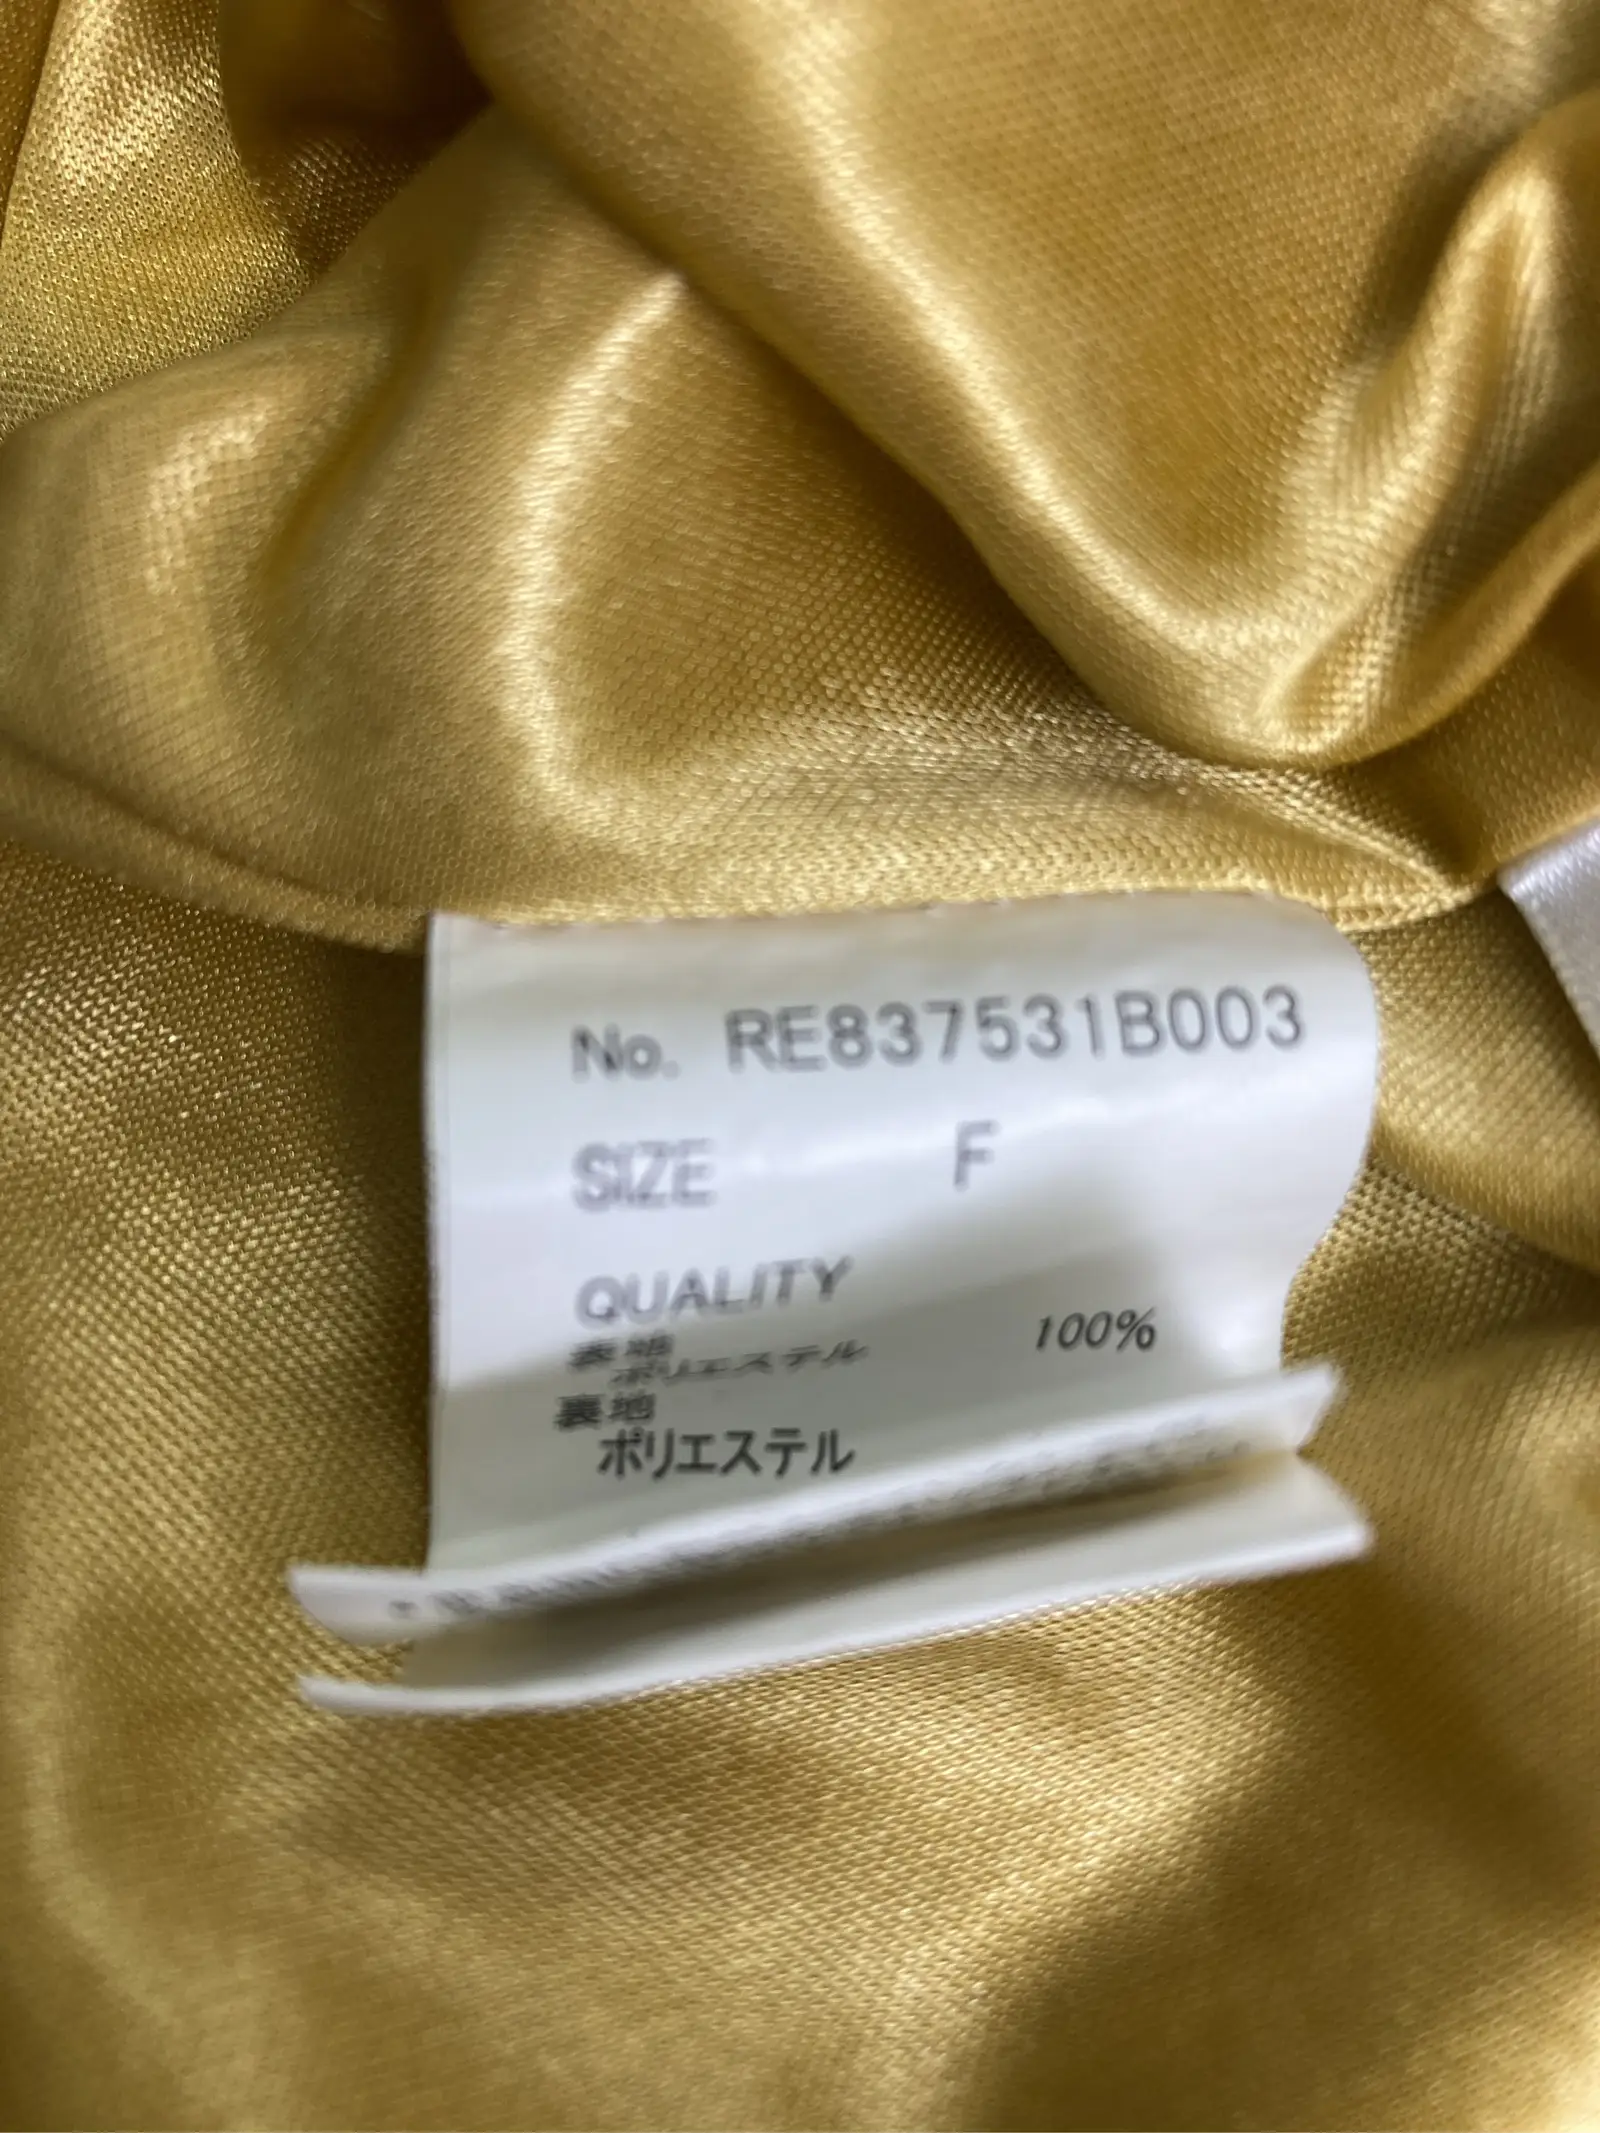 No. RE837531B003
SIZE F
QUALITY
表地
ポリエステル 100%
裏地
ポリエステル